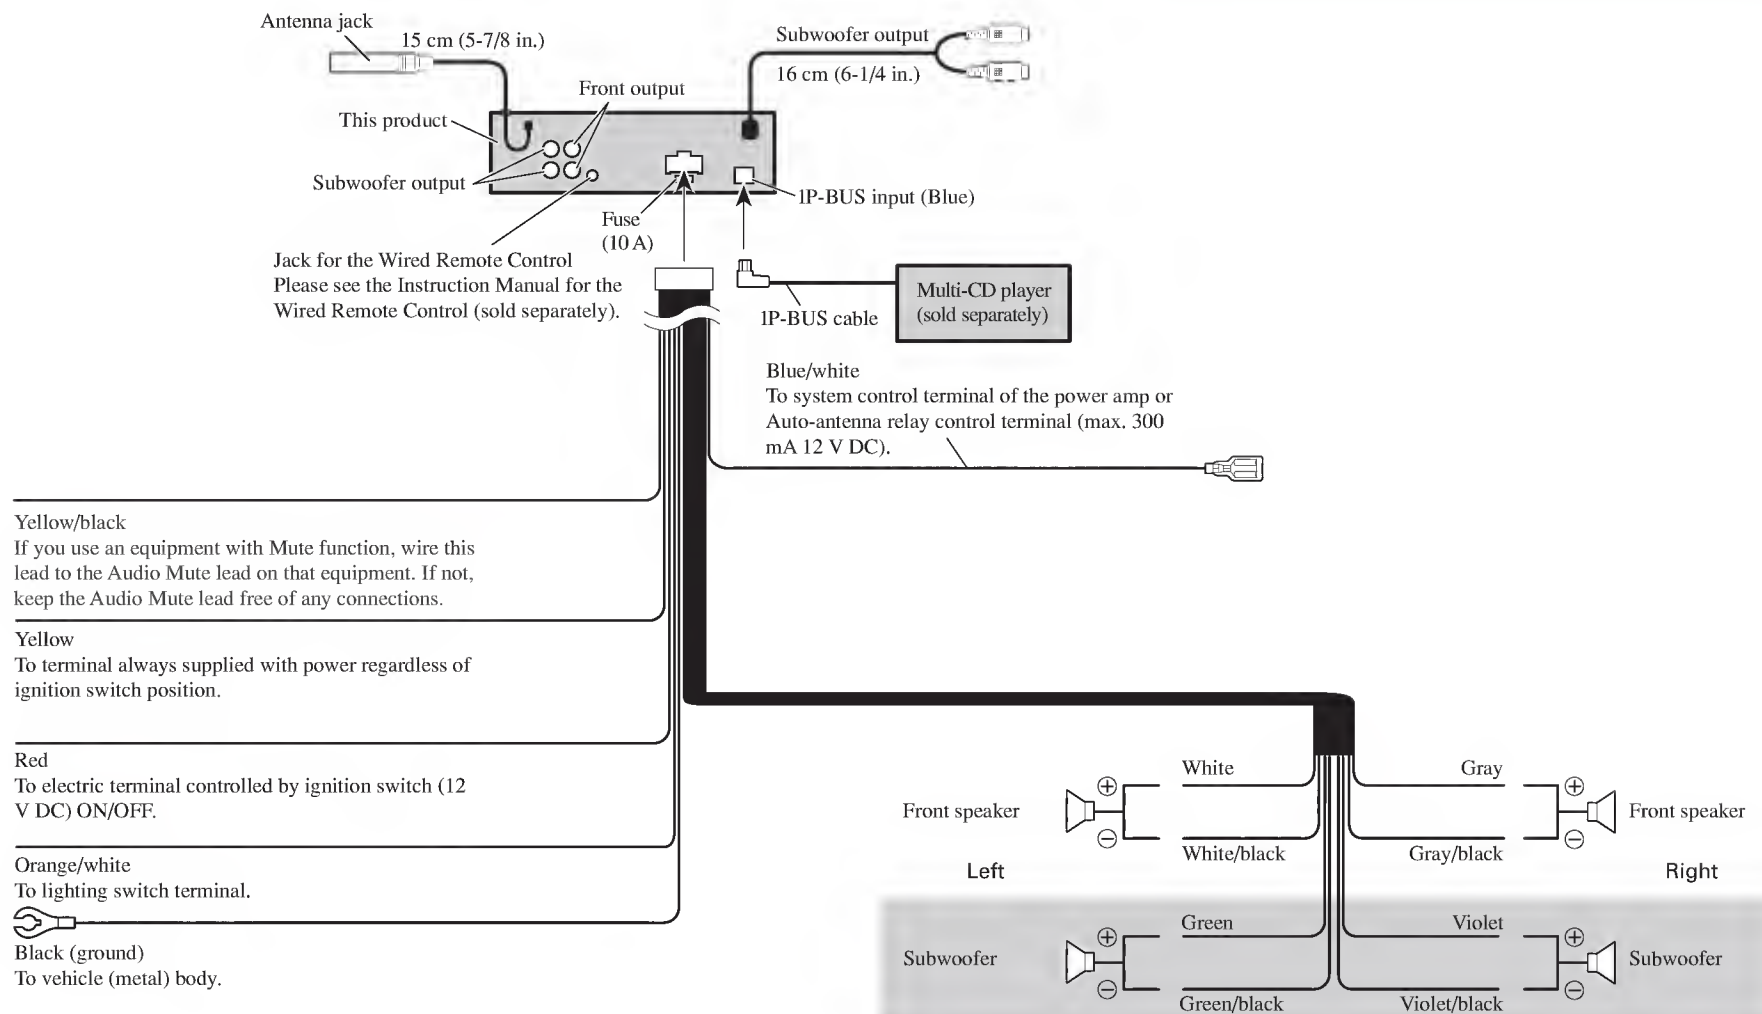 Antenna jack
15 cm (5-7/8 in.)
Subwoofer output
16 cm (6-1/4 in.)
Front output
This product
Subwoofer output
IP-BUS input (Blue)
Fuse
(10 A)
Jack for the Wired Remote Control
Please see the Instruction Manual for the
Wired Remote Control (sold separately).
Multi-CD player
(sold separately)
IP-BUS cable
Blue/white
To system control terminal of the power amp or
Auto-antenna relay control terminal (max. 300
mA 12 V DC).
Yellow/black
If you use an equipment with Mute function, wire this
lead to the Audio Mute lead on that equipment. If not,
keep the Audio Mute lead free of any connections.
Yellow
To terminal always supplied with power regardless of
ignition switch position.
Red
To electric terminal controlled by ignition switch (12
V DC) ON/OFF.
Orange/white
To lighting switch terminal.
Black (ground)
To vehicle (metal) body.
White
Gray
Front speaker
⊕
⊕
Front speaker
⊖
⊖
White/black
Gray/black
Left
Right
Green
Violet
Subwoofer
⊕
⊕
Subwoofer
⊖
⊖
Green/black
Violet/black